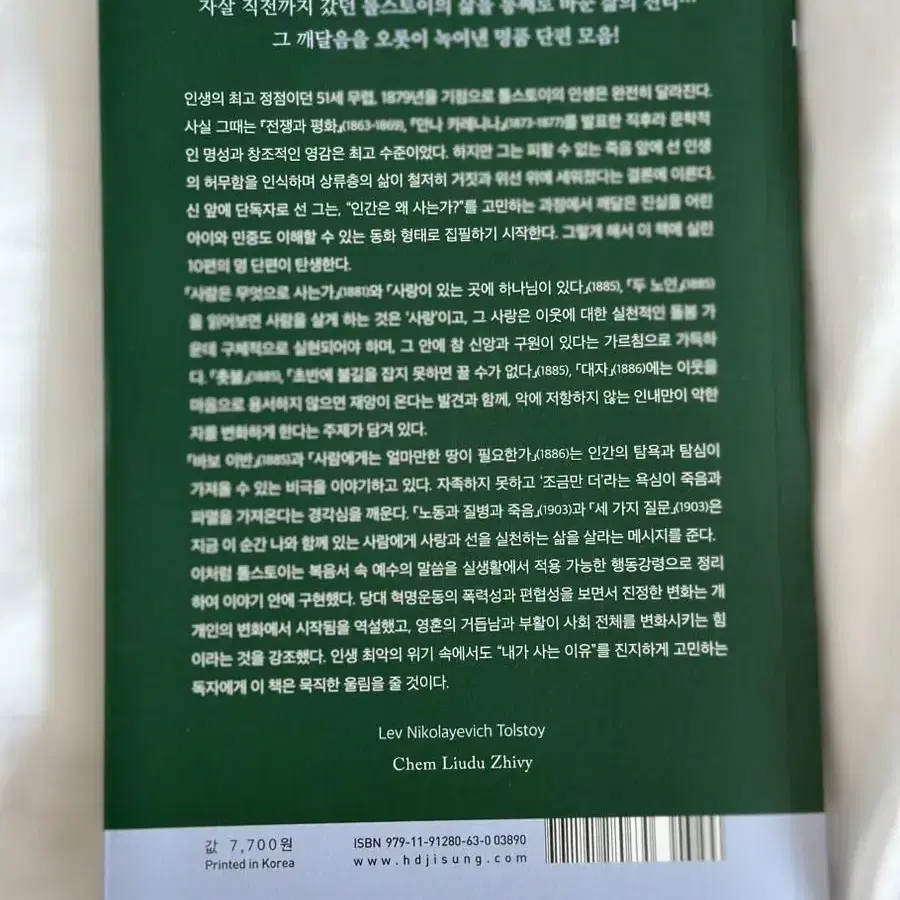 자살 직전까지 갔던 톨스토이의 삶을 통째로 바꾼 삶의 진리…
그 깨달음을 오롯이 녹여낸 명품 단편 모음!
인생의 최고 정점이던 51세 무렵, 1879년을 기점으로 톨스토이의 인생은 완전히 달라진다.
사실 그때는 『전쟁과 평화』(1863-1869), 『안나 카레니나』(1873-1877)를 발표한 직후라 문학적
인 명성과 창조적인 영감은 최고 수준이었다. 하지만 그는 피할 수 없는 죽음 앞에 선 인생
의 허무함을 인식하며 상류층의 삶이 철저히 거짓과 위선 위에 세워졌다는 결론에 이른다.
신 앞에 단독자로 선 그는, “인간은 왜 사는가?”를 고민하는 과정에서 깨달은 진실을 어린
아이와 민중도 이해할 수 있는 동화 형태로 집필하기 시작한다. 그렇게 해서 이 책에 실린
10편의 명 단편이 탄생한다.
「사람은 무엇으로 사는가」(1881)와 「사랑이 있는 곳에 하나님이 있다」(1885), 「두 노인」(1885)
을 읽어보면 사람을 살게 하는 것은 ‘사랑’이고, 그 사랑은 이웃에 대한 실천적인 돌봄 가
운데 구체적으로 실현되어야 하며, 그 안에 참 신앙과 구원이 있다는 가르침으로 가득하
다. 「촛불」(1885), 「초반에 불길을 잡지 못하면 끌 수가 없다」(1885), 「대자」(1886)에는 이웃을
마음으로 용서하지 않으면 재앙이 온다는 발견과 함께, 악에 저항하지 않는 인내만이 악한
자를 변화하게 한다는 주제가 담겨 있다.
「바보 이반」(1885)과 「사람에게는 얼마만한 땅이 필요한가」(1886)는 인간의 탐욕과 탐심이
가져올 수 있는 비극을 이야기하고 있다. 자족하지 못하고 ‘조금만 더’라는 욕심이 죽음과
파멸을 가져온다는 경각심을 깨운다. 「노동과 질병과 죽음」(1903)과 「세 가지 질문」(1903)은
지금 이 순간 나와 함께 있는 사람에게 사랑과 선을 실천하는 삶을 살라는 메시지를 준다.
이처럼 톨스토이는 복음서 속 예수의 말씀을 실생활에서 적용 가능한 행동강령으로 정리
하여 이야기 안에 구현했다. 당대 혁명운동의 폭력성과 편협성을 보면서 진정한 변화는 개
개인의 변화에서 시작됨을 역설했고, 영혼의 거듭남과 부활이 사회 전체를 변화시키는 힘
이라는 것을 강조했다. 인생 최악의 위기 속에서도 “내가 사는 이유”를 진지하게 고민하는
독자에게 이 책은 묵직한 울림을 줄 것이다.
Lev Nikolayevich Tolstoy
Chem Liudu Zhivy
값 7,700원
Printed in Korea
ISBN 979-11-91280-63-0 03890
www.hdjisung.com